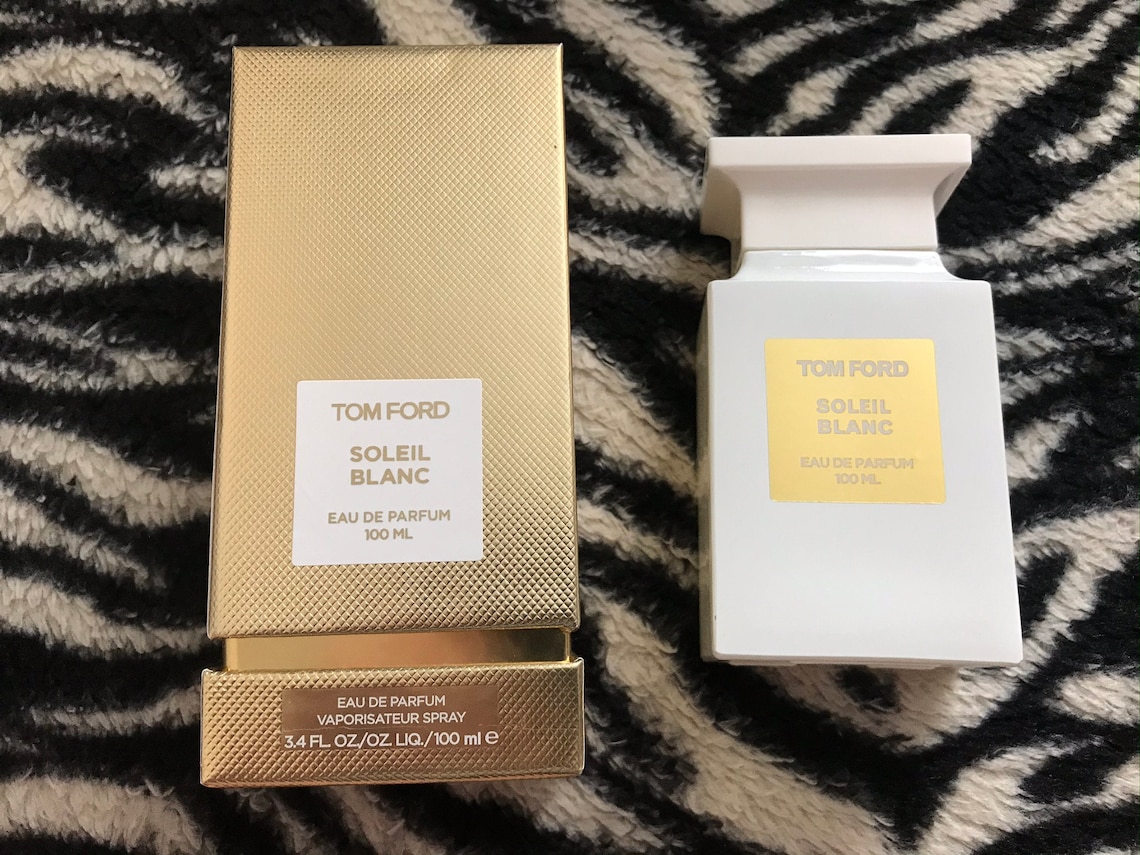 TOM FORD
SOLEIL
BLANC
EAU DE PARFUM
100 ML
EAU DE PARFUM
VAPORISATEUR SPRAY
3.4 FL. OZ./OZ. LIQ./100 ml ℮
TOM FORD
SOLEIL
BLANC
EAU DE PARFUM
100 ML